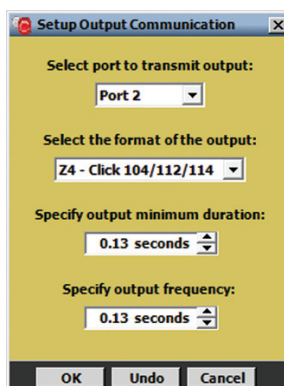 Setup Output Communication
Select port to transmit output:
Port 2
Select the format of the output:
Z4 - Click 104/112/114
Specify output minimum duration:
0.13 seconds
Specify output frequency:
0.13 seconds
OK Undo Cancel